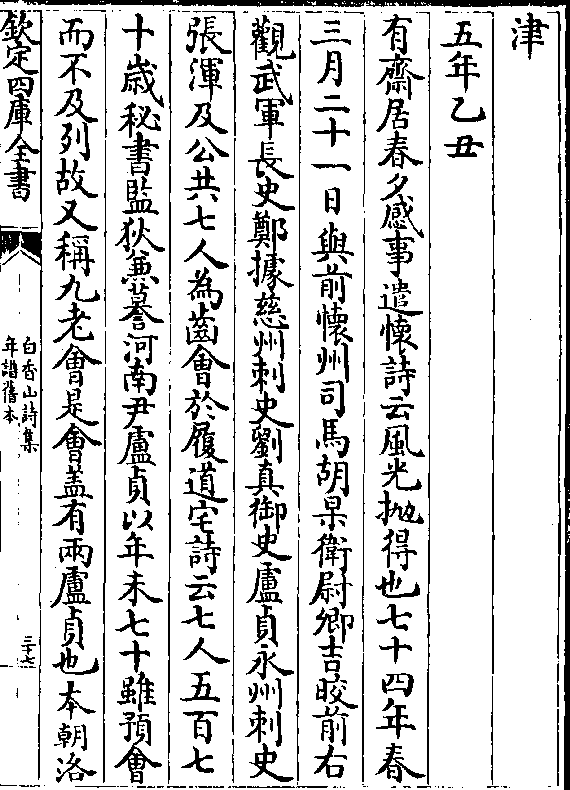 津
五年乙丑
有齋居春夕感事遣懷詩云風光抛得也七十四年春
三月二十一日與前懷州司馬胡杲衛尉卿吉皎前右
觀武軍長史鄭據慈州刺史劉真御史盧貞永州刺史
張渾及公共七人為齒會於履道宅詩云七人五百七
十歳秘書監狄兼謩河南尹盧貞以年未七十雖預會
而不及列故又稱九老會是會盖有兩盧貞也本朝洛
欽定四庫全書
白香山詩集
年譜舊本
三十七